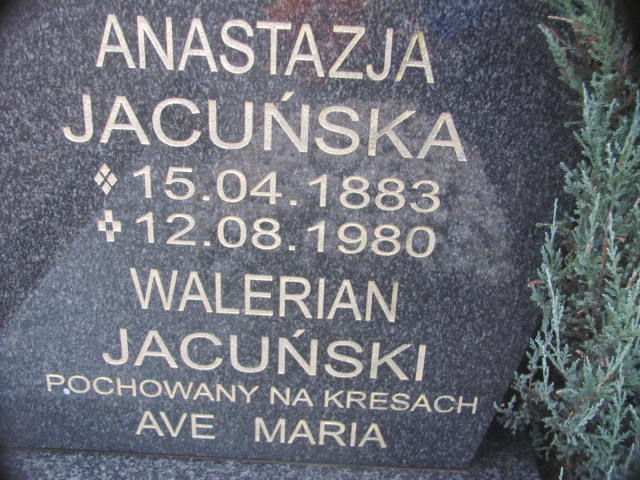 ANASTAZJA
JACUŃSKA
15.04.1883
12.08.1980
WALERIAN
JACUŃSKI
POCHOWANY NA KRESACH
AVE MARIA